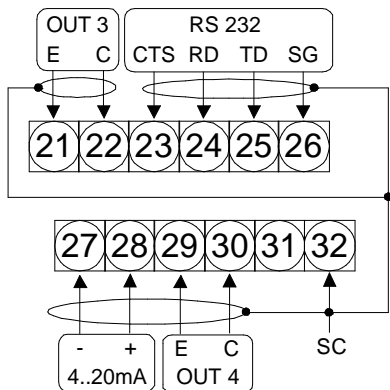 OUT 3 RS 232
E C CTS RD TD SG
21 22 23 24 25 26
27 28 29 30 31 32
- + E C SC
4..20mA OUT 4